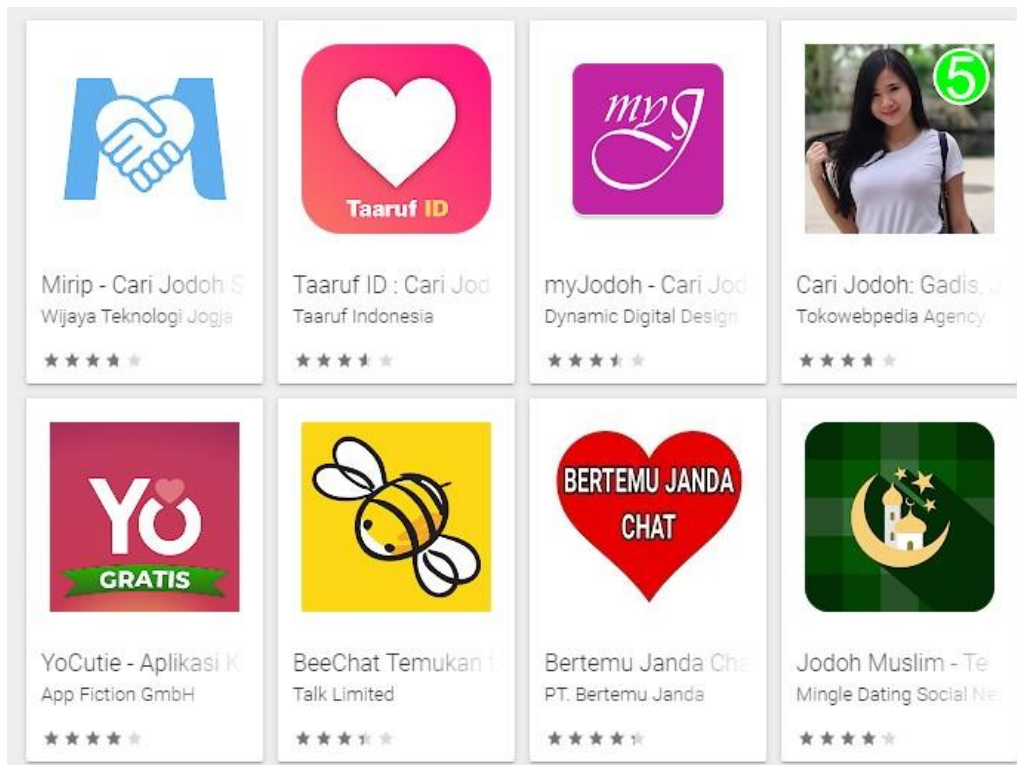 Taaruf ID
myJ
5
Mirip - Cari Jodoh S
Wijaya Teknologi Jogja
Taaruf ID : Cari Jod
Taaruf Indonesia
myJodoh - Cari Jod
Dynamic Digital Design
Cari Jodoh: Gadis, J
Tokowebpedia Agency
YO
GRATIS
BERTEMU JANDA
CHAT
YoCutie - Aplikasi K
App Fiction GmbH
BeeChat Temukan t
Talk Limited
Bertemu Janda Cha
PT. Bertemu Janda
Jodoh Muslim - Te
Mingle Dating Social Ne